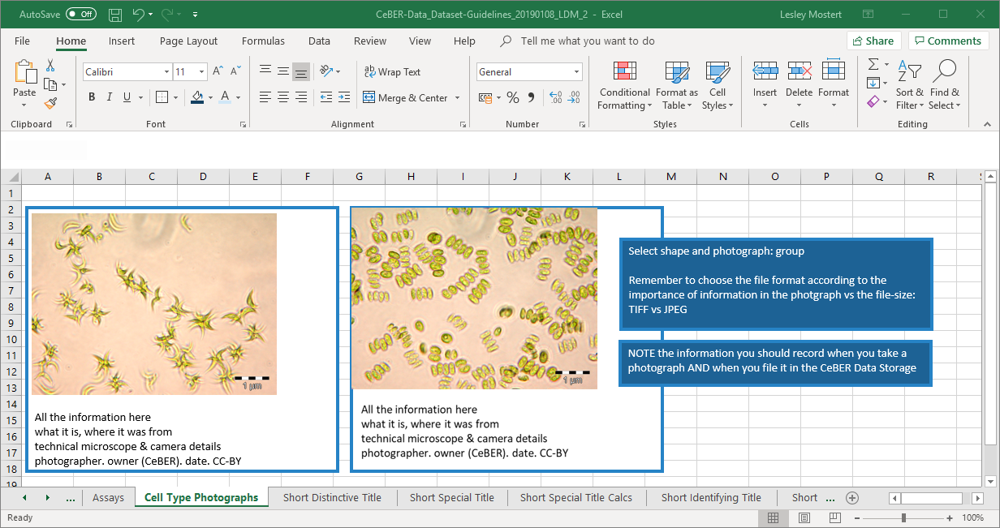 AutoSave Off CeBER-Data_Dataset-Guidelines_20190108_LDM_2 - Excel Lesley Mostert
File Home Insert Page Layout Formulas Data Review View Help Tell me what you want to do Share Comments
Calibri 11 A A ab Wrap Text General
Paste B I U A Merge & Center % Conditional Formatting Format as Table Cell Styles Insert Delete Format Sort & Filter Find & Select
Clipboard Font Alignment Number Styles Cells Editing
A B C D E F G H I J K L M N O P Q R
1
2
3
4
5
6
7
8
9
10
11
12
13
14
15
16
17
18
19
1 µm
All the information here
what it is, where it was from
technical microscope & camera details
photographer. owner (CeBER). date. CC-BY
1 µm
All the information here
what it is, where it was from
technical microscope & camera details
photographer. owner (CeBER). date. CC-BY
Select shape and photograph: group
Remember to choose the file format according to the
importance of information in the photgraph vs the file-size:
TIFF vs JPEG
NOTE the information you should record when you take a
photograph AND when you file it in the CeBER Data Storage
... Assays Cell Type Photographs Short Distinctive Title Short Special Title Short Special Title Calcs Short Identifying Title Short ...
Ready 100%